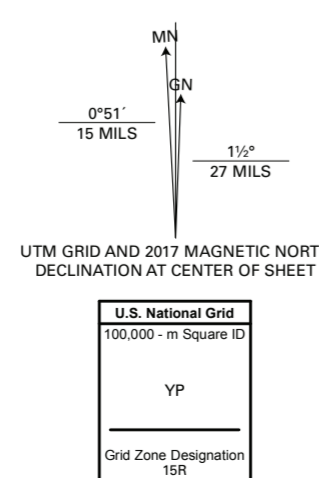 MN
GN
0°51´
15 MILS
1½°
27 MILS
UTM GRID AND 2017 MAGNETIC NORT
DECLINATION AT CENTER OF SHEET
U.S. National Grid
100,000 - m Square ID
YP
Grid Zone Designation
15R